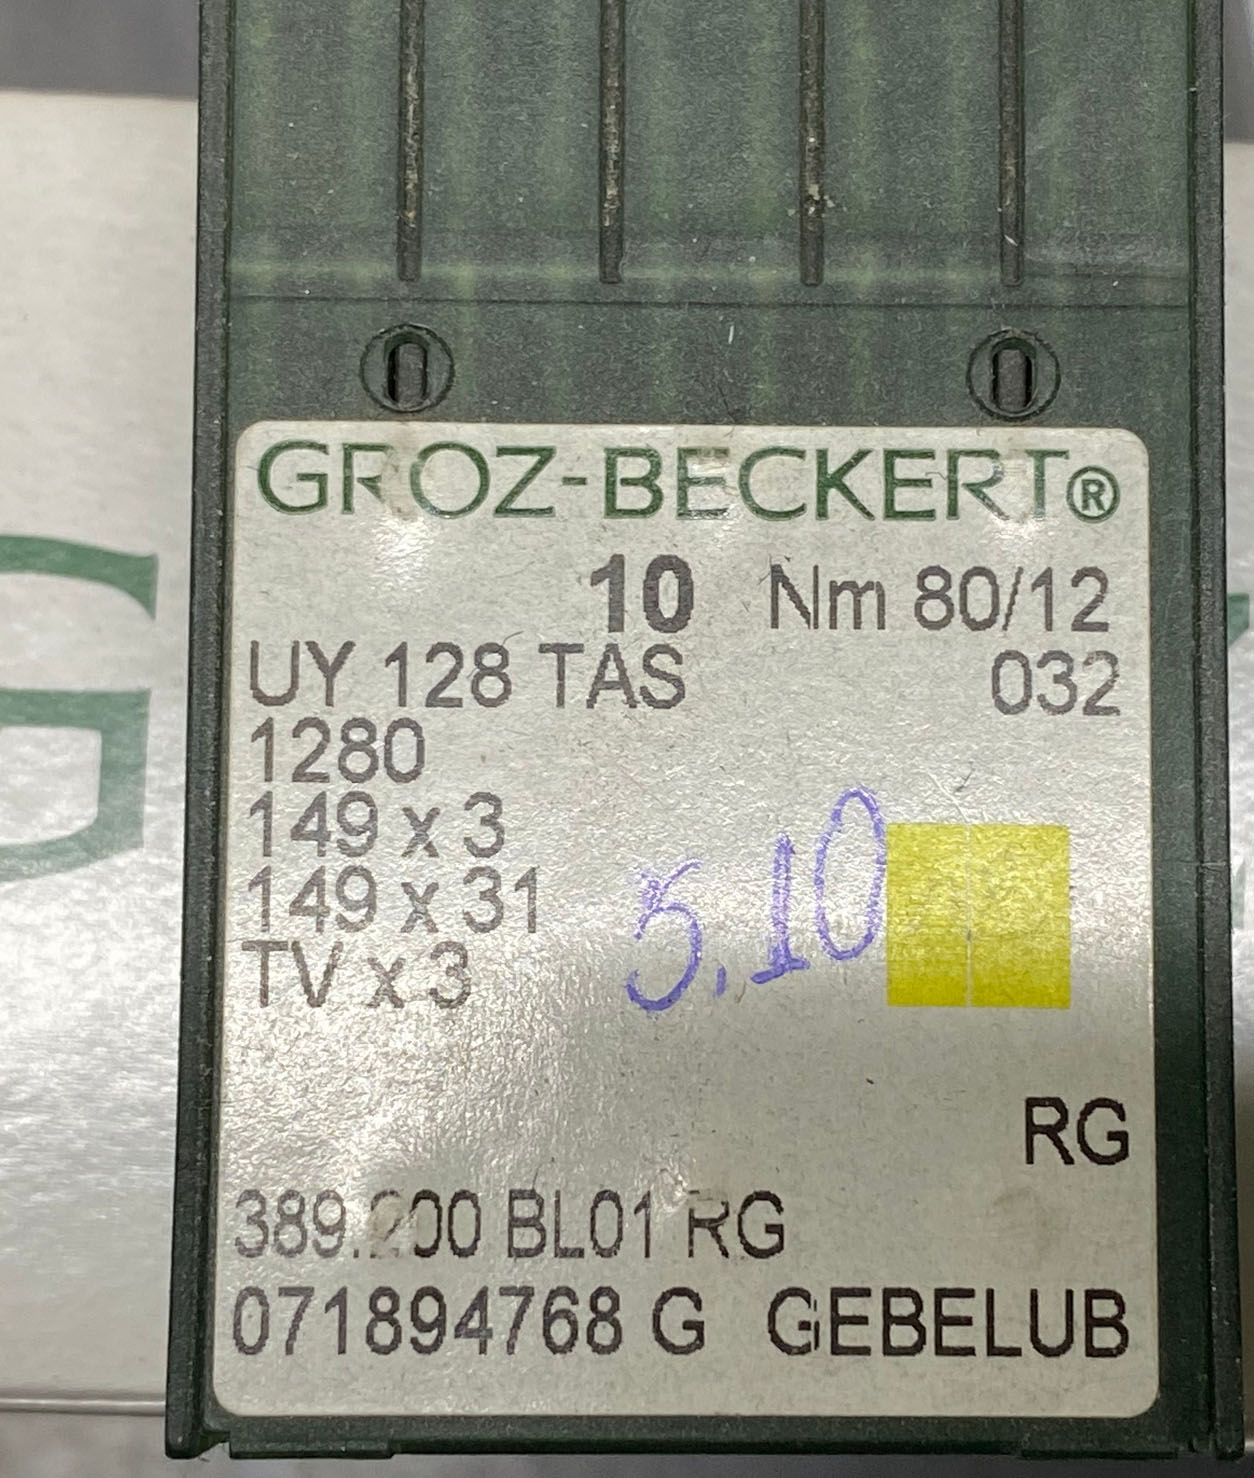 GROZ-BECKERT®
10 Nm 80/12
UY 128 TAS 032
1280
149 x 3
149 x 31
TV x 3
5.10
RG
389.200 BL01 RG
071894768 G GEBELUB
G